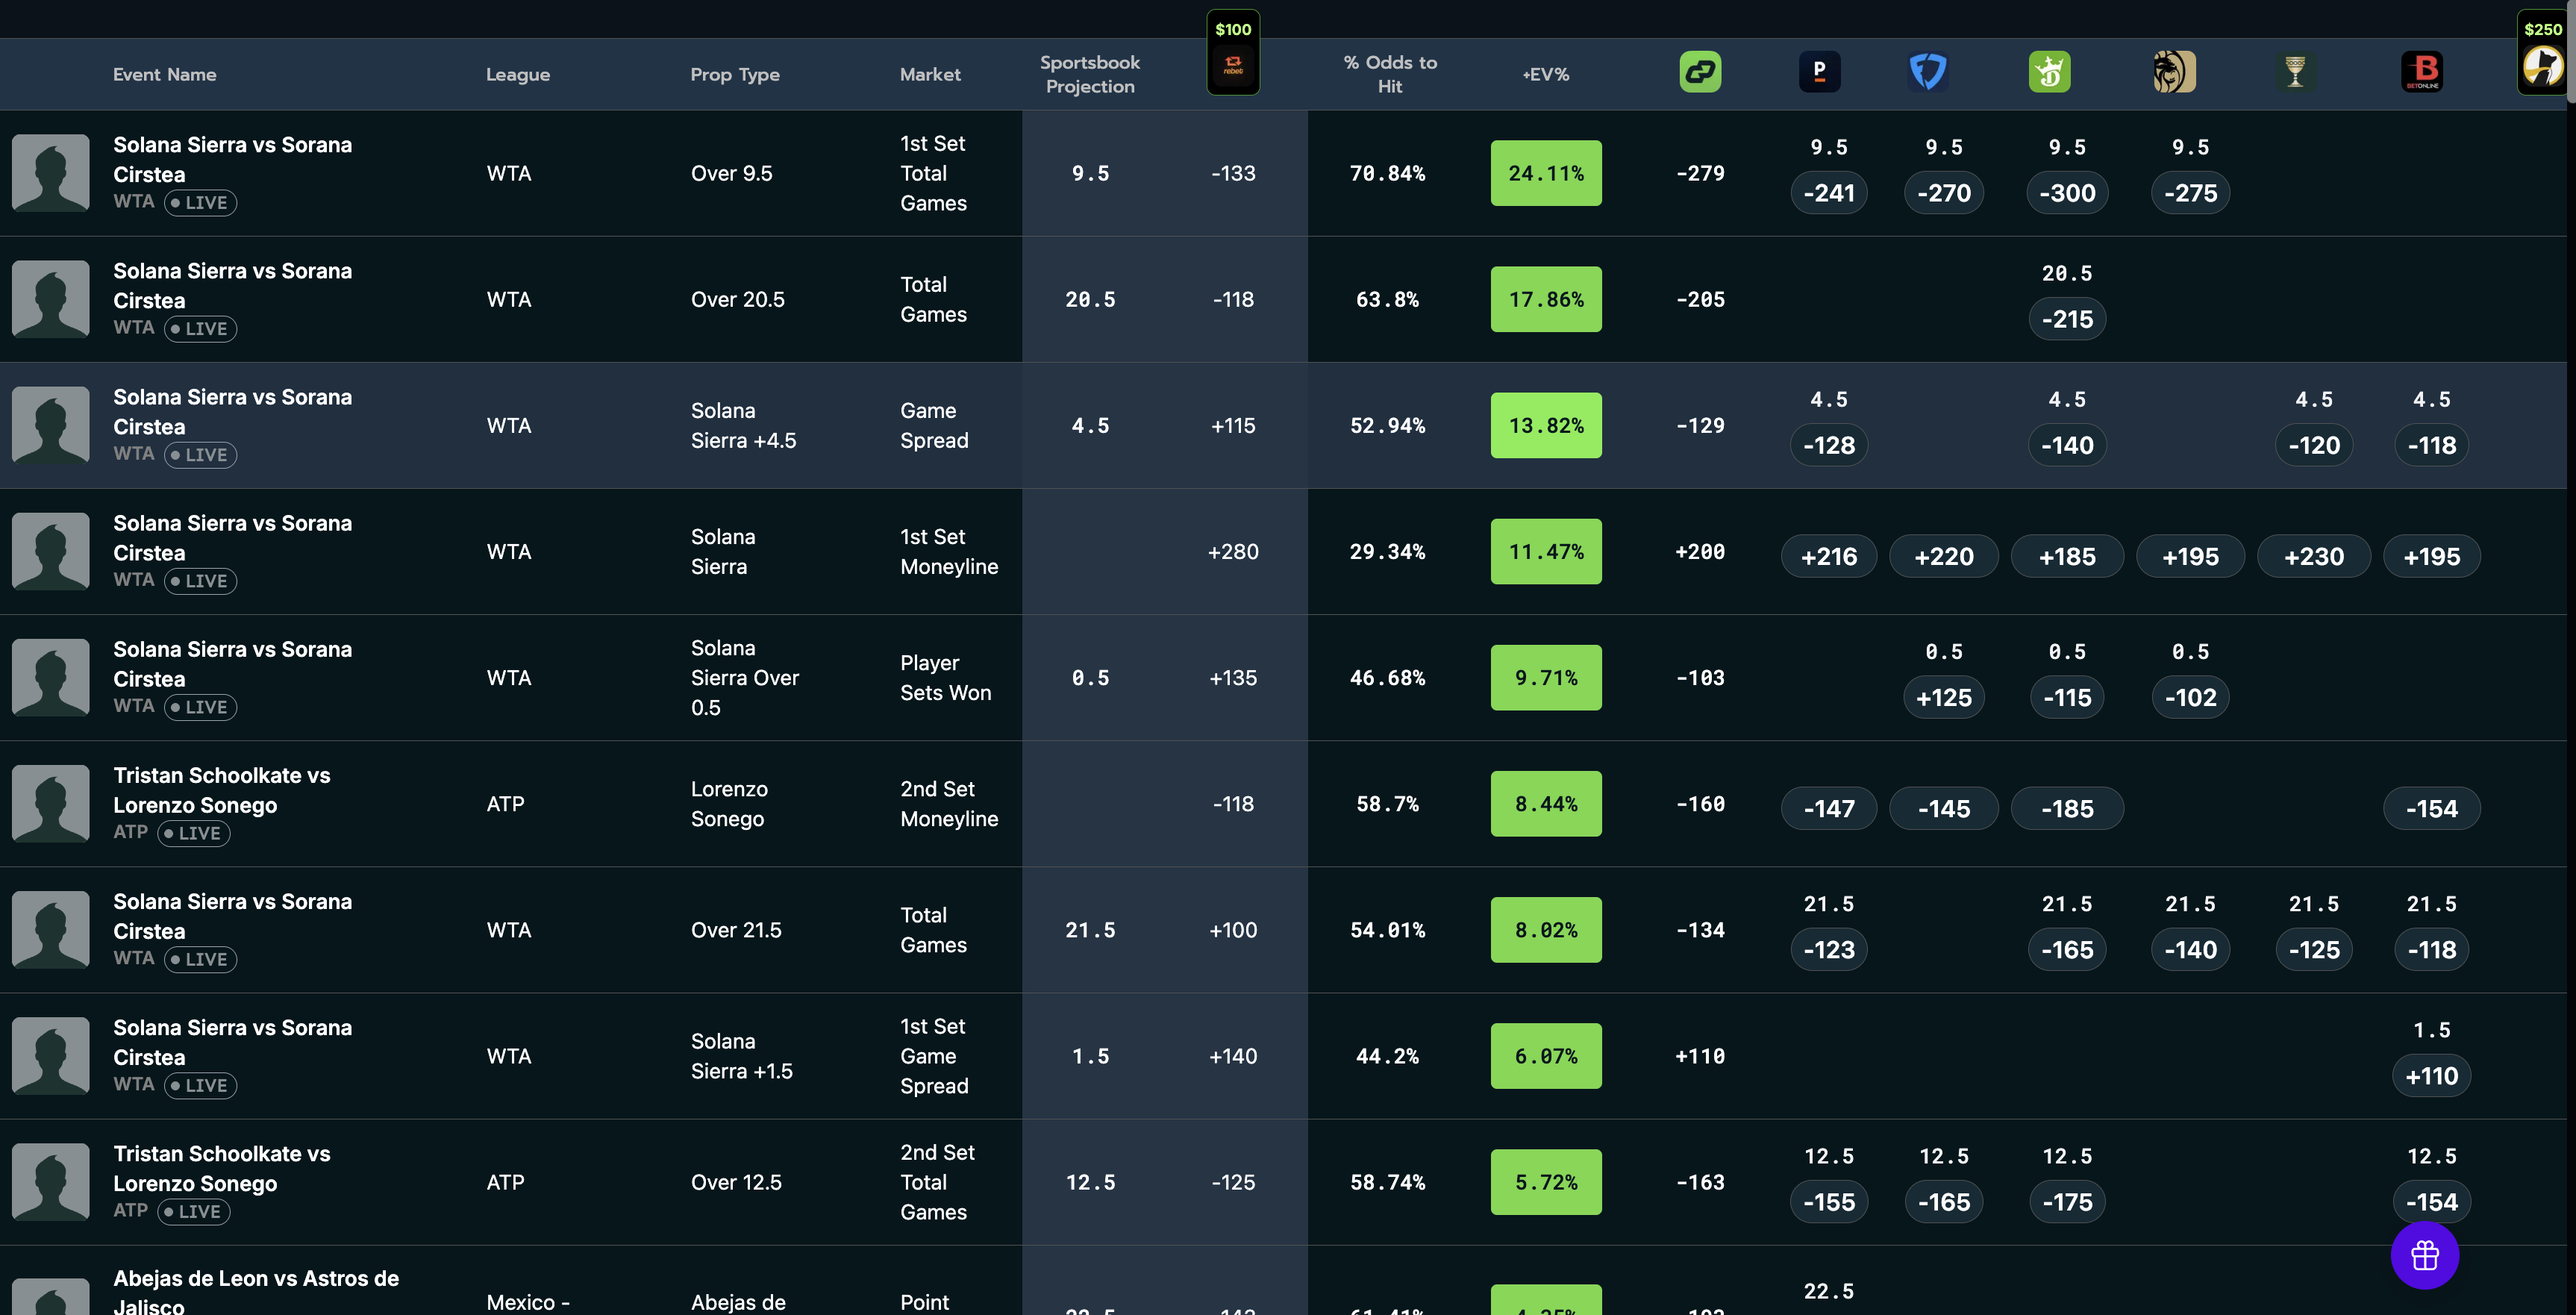 $100
$250
rebet
Event Name League Prop Type Market Sportsbook Projection % Odds to Hit +EV% P B BETONLINE
Solana Sierra vs Sorana
Cirstea
WTA LIVE
WTA
Over 9.5
1st Set
Total
Games
9.5 -133 70.84% 24.11% -279
9.5 9.5 9.5 9.5
-241 -270 -300 -275
Solana Sierra vs Sorana
Cirstea
WTA LIVE
WTA
Over 20.5
Total
Games
20.5 -118 63.8% 17.86% -205
20.5
-215
Solana Sierra vs Sorana
Cirstea
WTA LIVE
WTA
Solana
Sierra +4.5
Game
Spread
4.5 +115 52.94% 13.82% -129
4.5 4.5 4.5 4.5
-128 -140 -120 -118
Solana Sierra vs Sorana
Cirstea
WTA LIVE
WTA
Solana
Sierra
1st Set
Moneyline
+280 29.34% 11.47% +200
+216 +220 +185 +195 +230 +195
Solana Sierra vs Sorana
Cirstea
WTA LIVE
WTA
Solana
Sierra Over
0.5
Player
Sets Won
0.5 +135 46.68% 9.71% -103
0.5 0.5 0.5
+125 -115 -102
Tristan Schoolkate vs
Lorenzo Sonego
ATP LIVE
ATP
Lorenzo
Sonego
2nd Set
Moneyline
-118 58.7% 8.44% -160
-147 -145 -185 -154
Solana Sierra vs Sorana
Cirstea
WTA LIVE
WTA
Over 21.5
Total
Games
21.5 +100 54.01% 8.02% -134
21.5 21.5 21.5 21.5 21.5
-123 -165 -140 -125 -118
Solana Sierra vs Sorana
Cirstea
WTA LIVE
WTA
Solana
Sierra +1.5
1st Set
Game
Spread
1.5 +140 44.2% 6.07% +110
1.5
+110
Tristan Schoolkate vs
Lorenzo Sonego
ATP LIVE
ATP
Over 12.5
2nd Set
Total
Games
12.5 -125 58.74% 5.72% -163
12.5 12.5 12.5 12.5
-155 -165 -175 -154
Abejas de Leon vs Astros de
Jalisco
Mexico -
Abejas de
Point
22.5